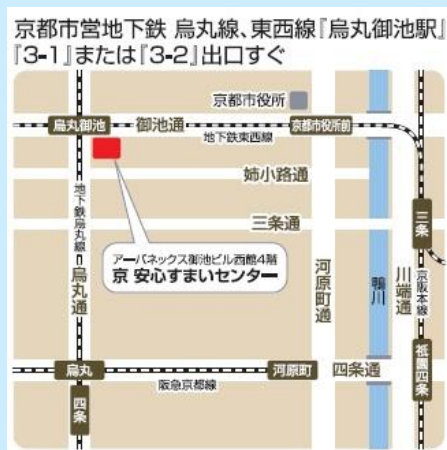 京都市営地下鉄 烏丸線、東西線『烏丸御池駅』
『3-1』または『3-2』出口すぐ
京都市役所
烏丸御池
御池通
地下鉄東西線
京都市役所前
姉小路通
三条通
地下鉄烏丸線
烏丸通
アーバネックス御池ビル西館4階
京 安心すまいセンター
河原町通
鴨川
川端通
三条
京阪本線
祇園四条
烏丸
阪急京都線
河原町
四条通
四条